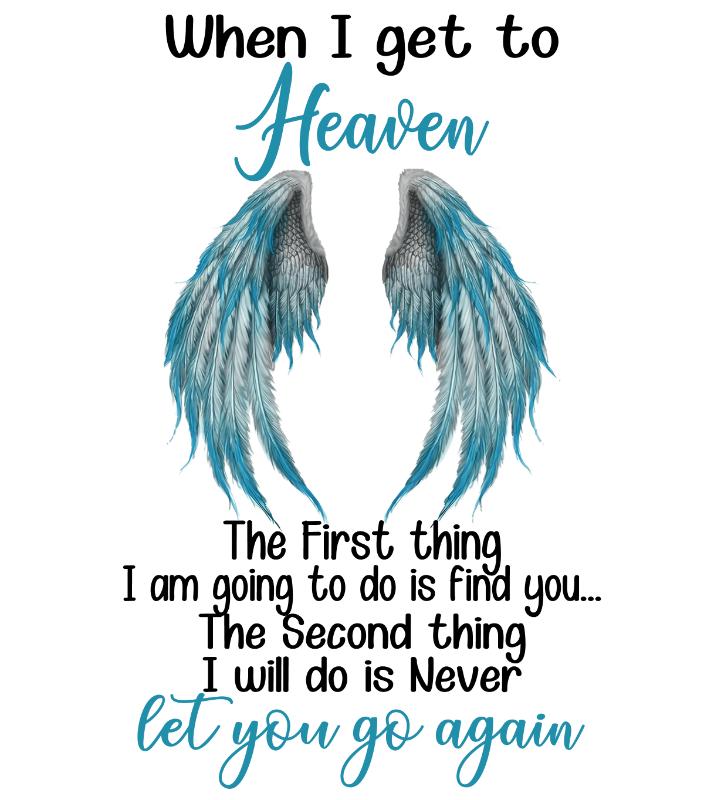 When I get to
Heaven
The First thing
I am going to do is find you...
The Second thing
I will do is Never
let you go again